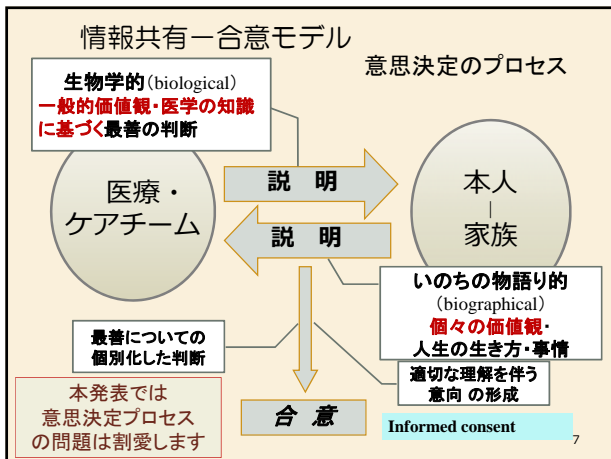 情報共有－合意モデル
意思決定のプロセス
生物学的(biological)
一般的価値観・医学の知識
に基づく最善の判断
医療・
ケアチーム
説 明
本人
｜
家族
説 明
いのちの物語り的
(biographical)
個々の価値観・
人生の生き方・事情
最善についての
個別化した判断
適切な理解を伴う
意向 の形成
本発表では
意思決定プロセス
の問題は割愛します
合 意
Informed consent
7